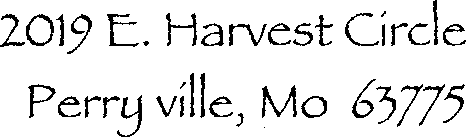 2019 E. Harvest Circle
Perry ville, Mo 63775